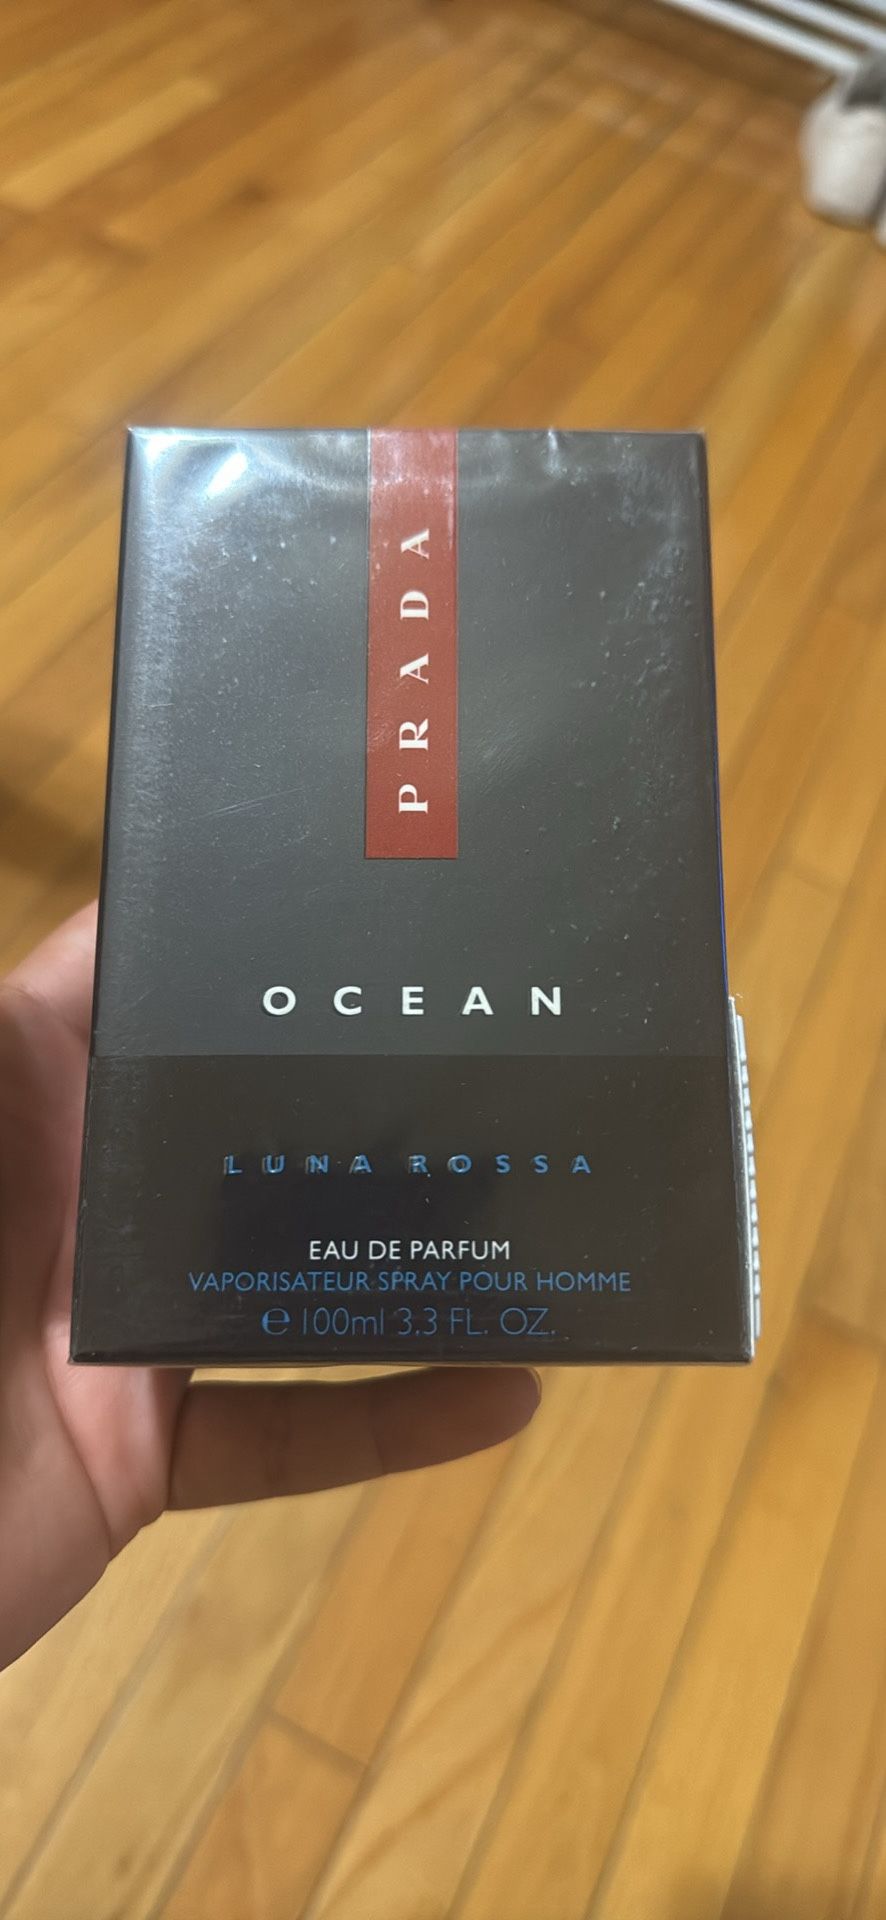 PRADA
OCEAN
LUNA ROSSA
EAU DE PARFUM
VAPORISATEUR SPRAY POUR HOMME
℮ 100ml 3.3 FL. OZ.